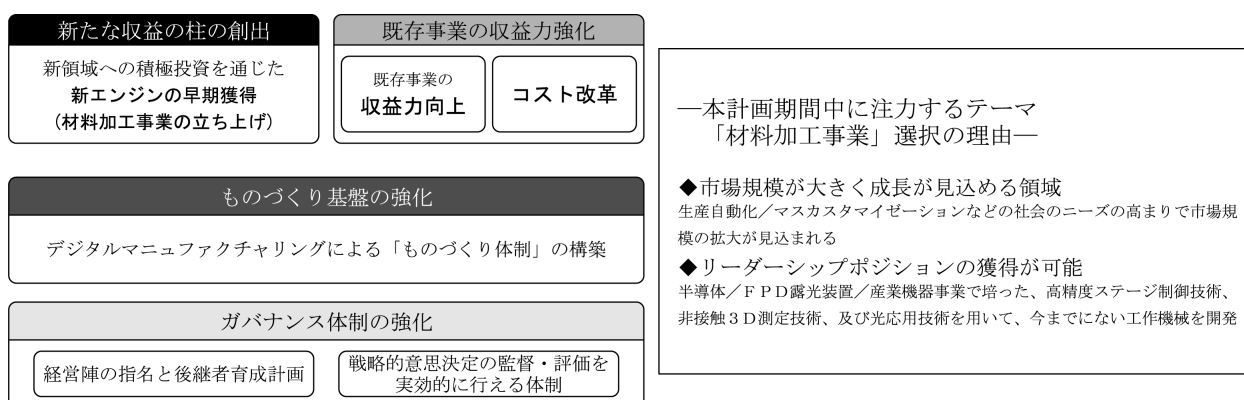 新たな収益の柱の創出
新領域への積極投資を通じた
新エンジンの早期獲得
(材料加工事業の立ち上げ)
既存事業の収益力強化
既存事業の
収益力向上
コスト改革
ものづくり基盤の強化
デジタルマニュファクチャリングによる「ものづくり体制」の構築
ガバナンス体制の強化
経営陣の指名と後継者育成計画
戦略的意思決定の監督・評価を
実効的に行える体制
―本計画期間中に注力するテーマ
「材料加工事業」選択の理由―
◆市場規模が大きく成長が見込める領域
生産自動化／マスカスタマイゼーションなどの社会のニーズの高まりで市場規
模の拡大が見込まれる
◆リーダーシップポジションの獲得が可能
半導体／ＦＰＤ露光装置／産業機器事業で培った、高精度ステージ制御技術、
非接触３Ｄ測定技術、及び光応用技術を用いて、今までにない工作機械を開発